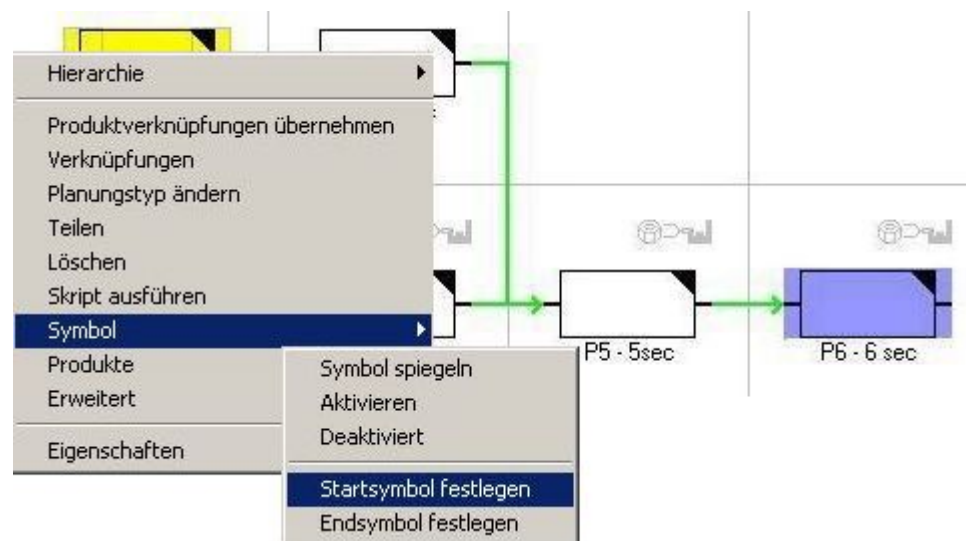 Hierarchie
Produktverknüpfungen übernehmen
Verknüpfungen
Planungstyp ändern
Teilen
Löschen
Skript ausführen
Symbol
Produkte
Erweitert
Eigenschaften
Symbol spiegeln
Aktivieren
Deaktiviert
Startsymbol festlegen
Endsymbol festlegen
P5 - 5sec
P6 - 6 sec